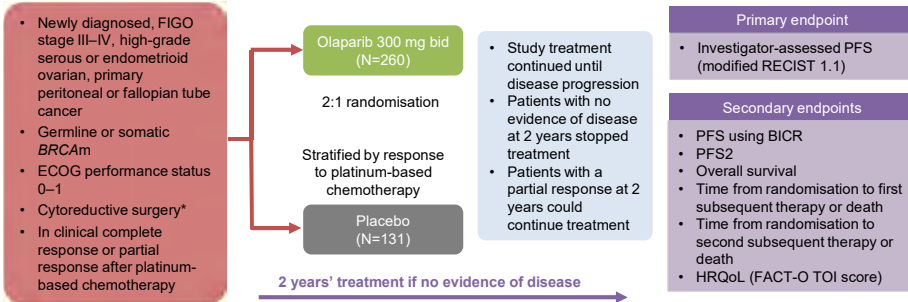 • Newly diagnosed, FIGO
stage III–IV, high-grade
serous or endometrioid
ovarian, primary
peritoneal or fallopian tube
cancer
• Germline or somatic
BRCAm
• ECOG performance status
0–1
• Cytoreductive surgery*
• In clinical complete
response or partial
response after platinum-
based chemotherapy
Olaparib 300 mg bid
(N=260)
2:1 randomisation
Stratified by response
to platinum-based
chemotherapy
Placebo
(N=131)
• Study treatment
continued until
disease progression
• Patients with no
evidence of disease
at 2 years stopped
treatment
• Patients with a
partial response at 2
years could
continue treatment
2 years’ treatment if no evidence of disease
Primary endpoint
• Investigator-assessed PFS
(modified RECIST 1.1)
Secondary endpoints
• PFS using BICR
• PFS2
• Overall survival
• Time from randomisation to first
subsequent therapy or death
• Time from randomisation to
second subsequent therapy or
death
• HRQoL (FACT-O TOI score)